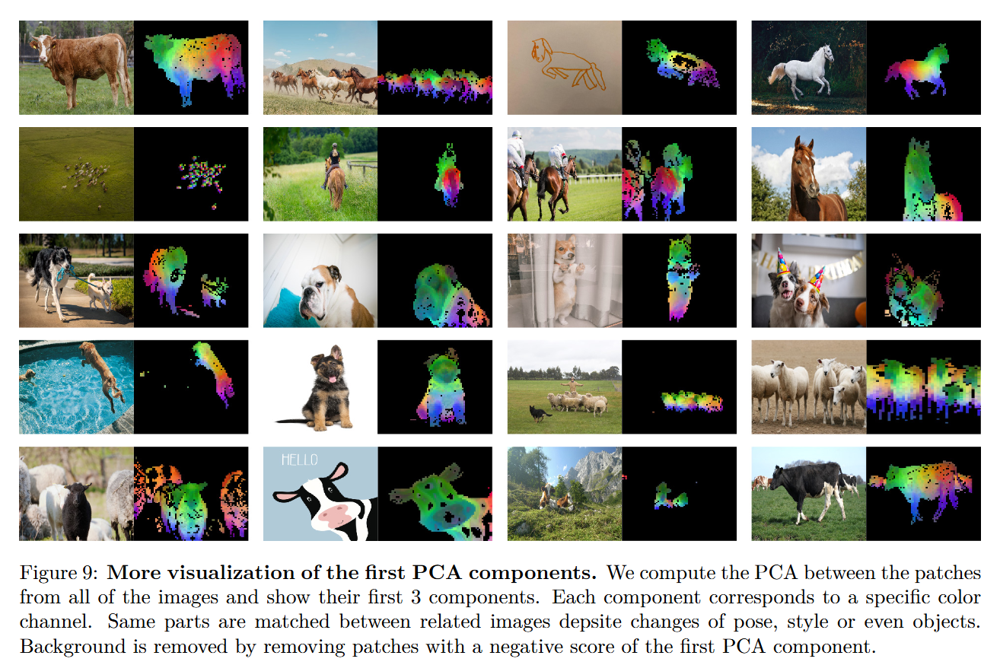 HELLO
Figure 9: More visualization of the first PCA components. We compute the PCA between the patches
from all of the images and show their first 3 components. Each component corresponds to a specific color
channel. Same parts are matched between related images depsite changes of pose, style or even objects.
Background is removed by removing patches with a negative score of the first PCA component.